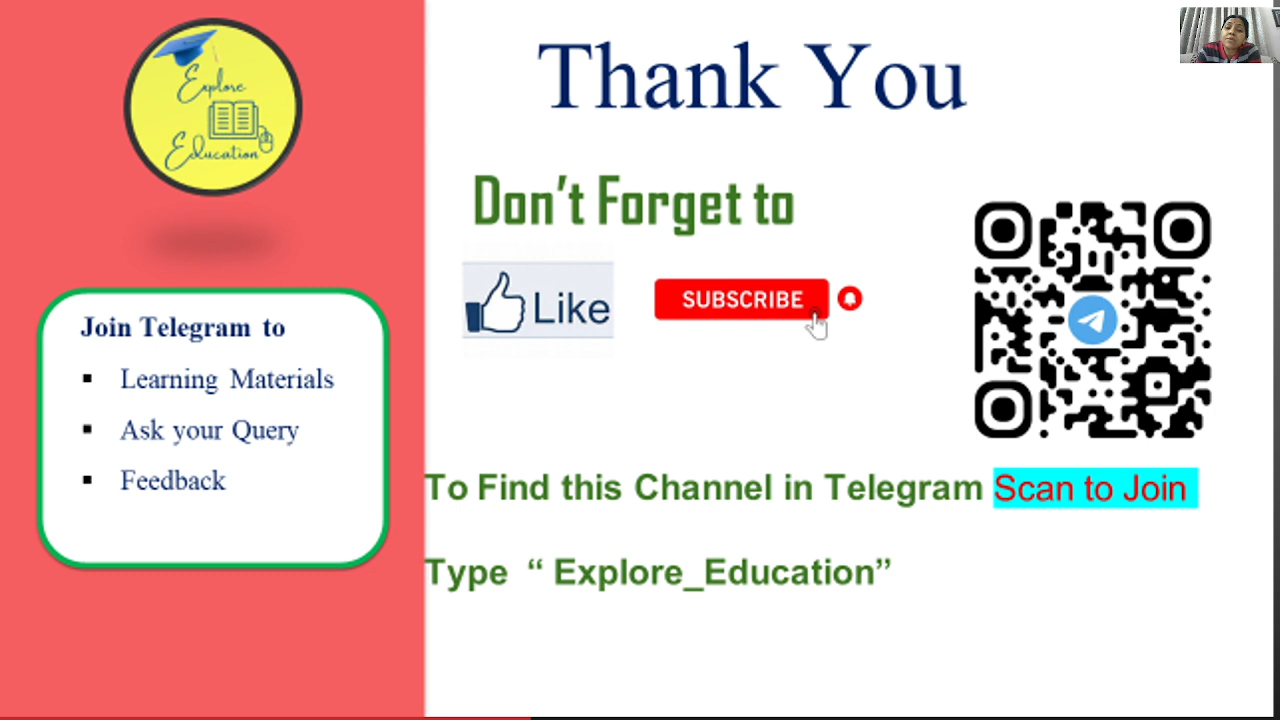 Explore
Education
Join Telegram to
Learning Materials
Ask your Query
Feedback
Thank You
Don't Forget to
Like
SUBSCRIBE
To Find this Channel in Telegram Scan to Join
Type “ Explore_Education”